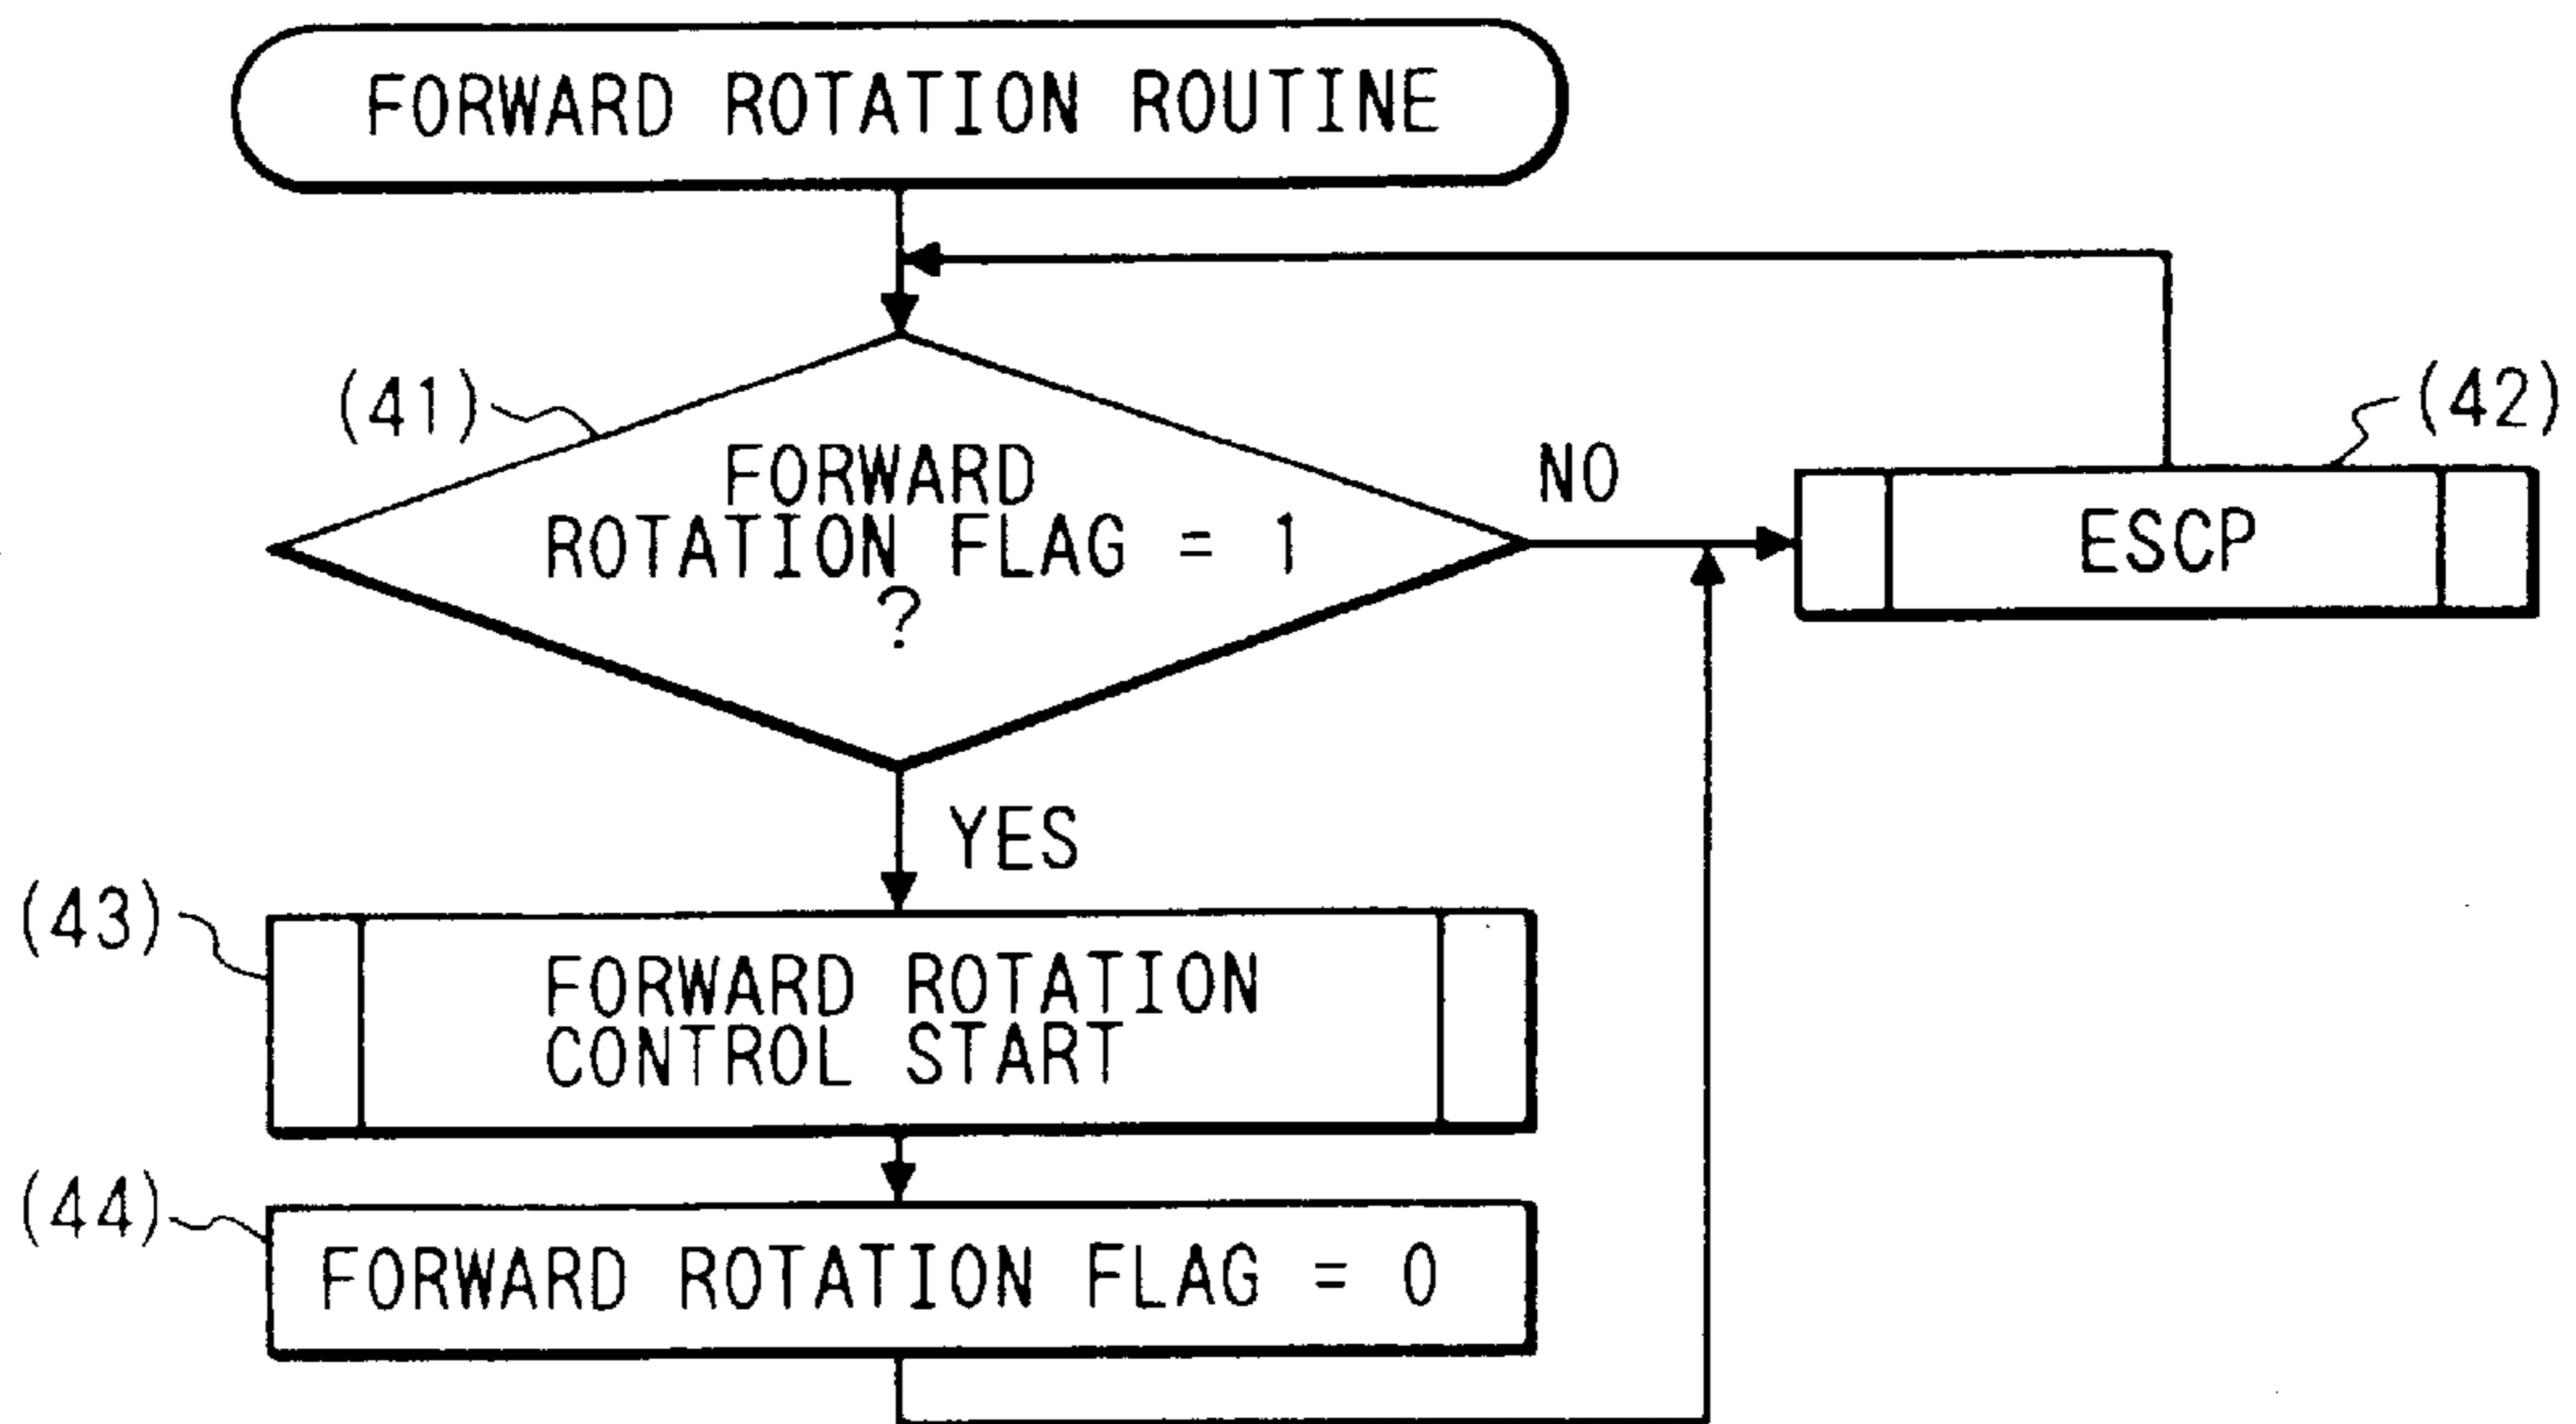 FORWARD ROTATION ROUTINE
(41)
FORWARD
ROTATION FLAG = 1
?
NO
(42)
ESCP
YES
(43)
FORWARD ROTATION
CONTROL START
(44)
FORWARD ROTATION FLAG = 0